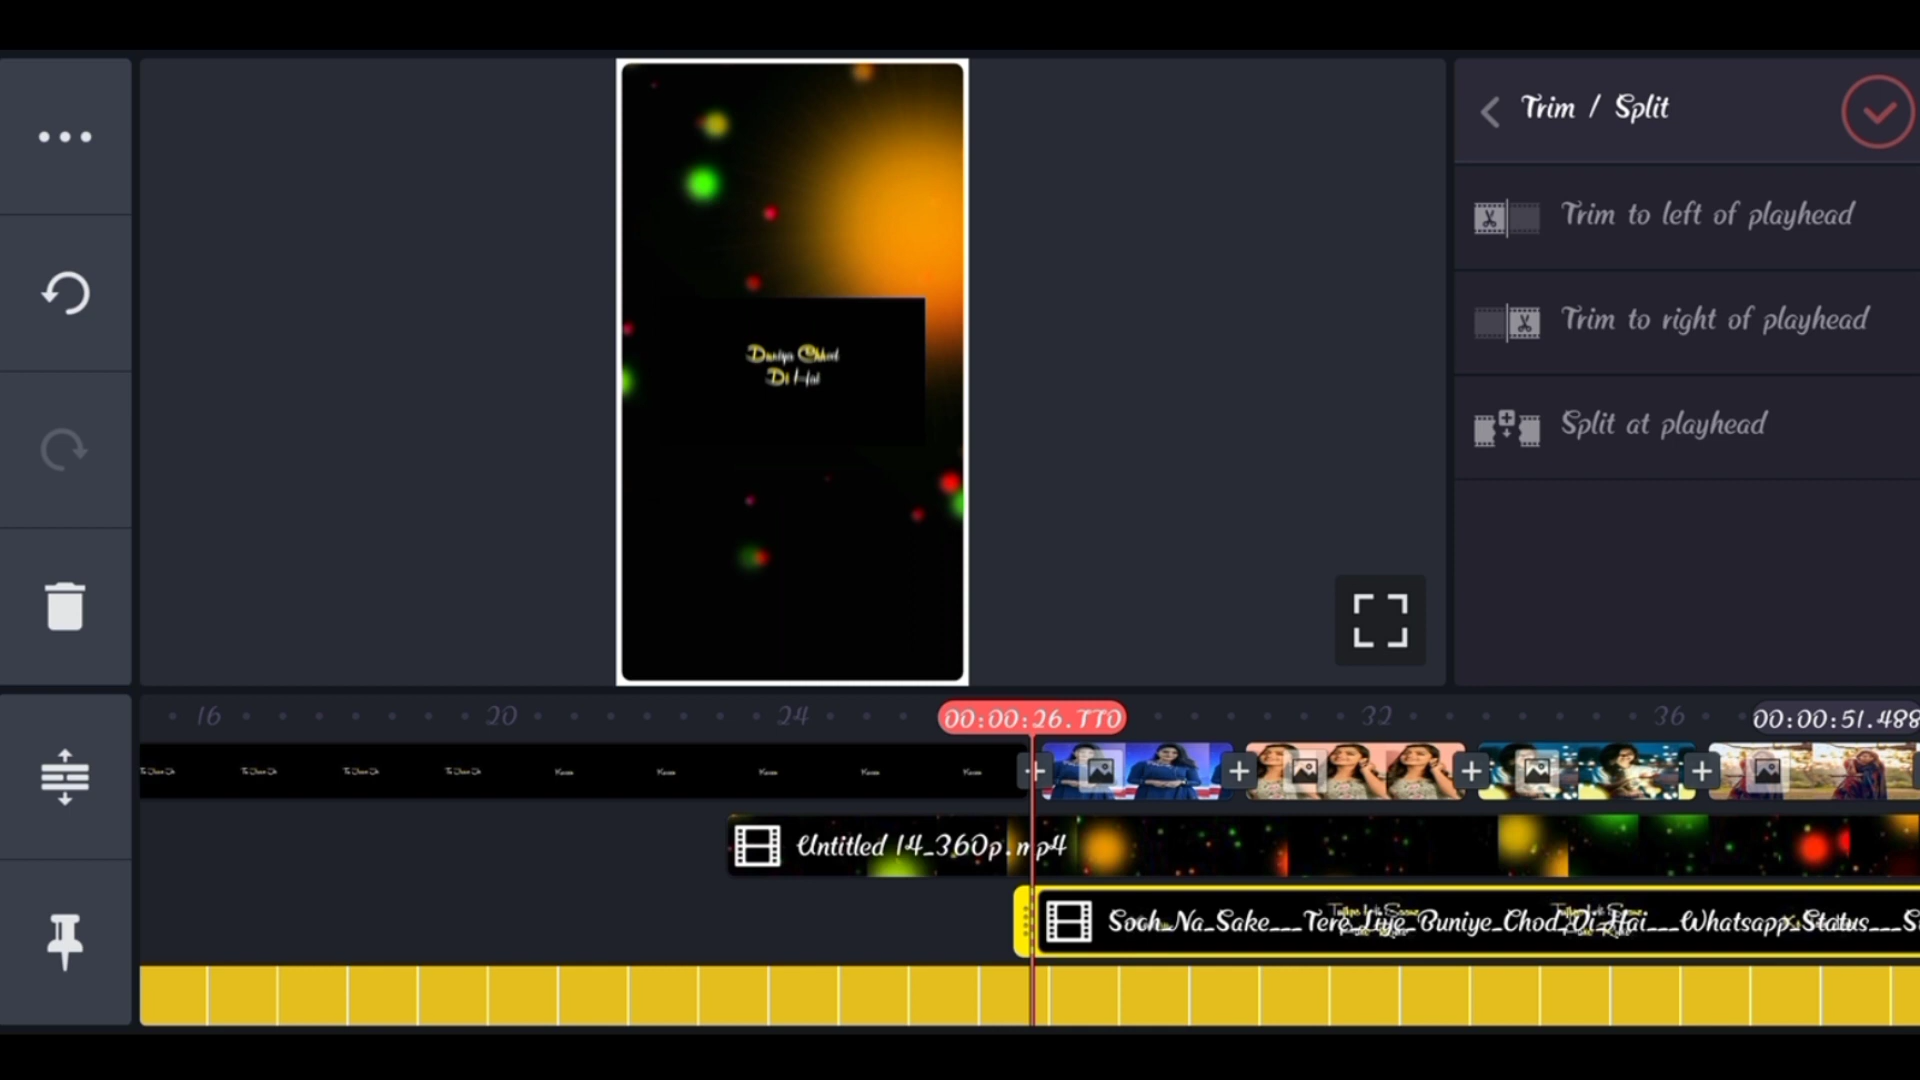 Trim / Split
Trim to left of playhead
Trim to right of playhead
Split at playhead
Duniya Chhod
Di Hai
16
20
24
00:00:26.770
32
36
00:00:51.488
Untitled 14_360p.mp4
Soch_Na_Sake___Tere_Liye_Duniye_Chod_Di_Hai___Whatsapp_Status___S